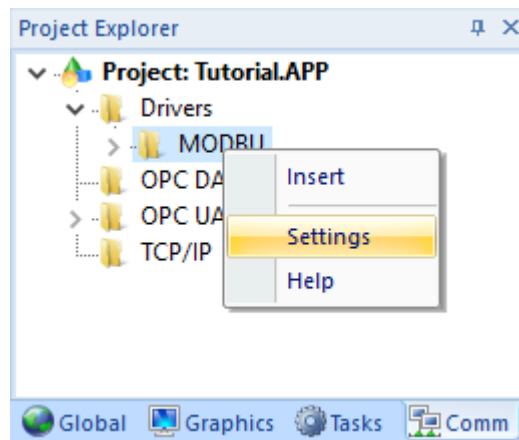 Project Explorer
Project: Tutorial.APP
Drivers
MODBU
Insert
OPC DA
OPC UA
Settings
TCP/IP
Help
Global Graphics Tasks Comm